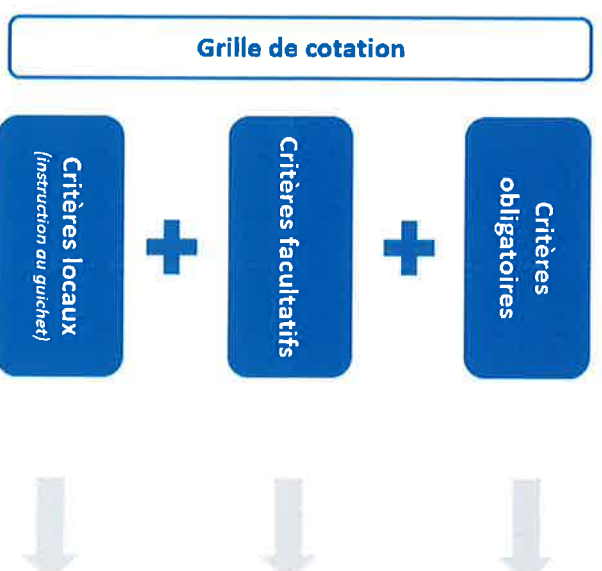 Grille de cotation
Critères locaux
(instruction au guichet)
Critères facultatifs
Critères
obligatoires